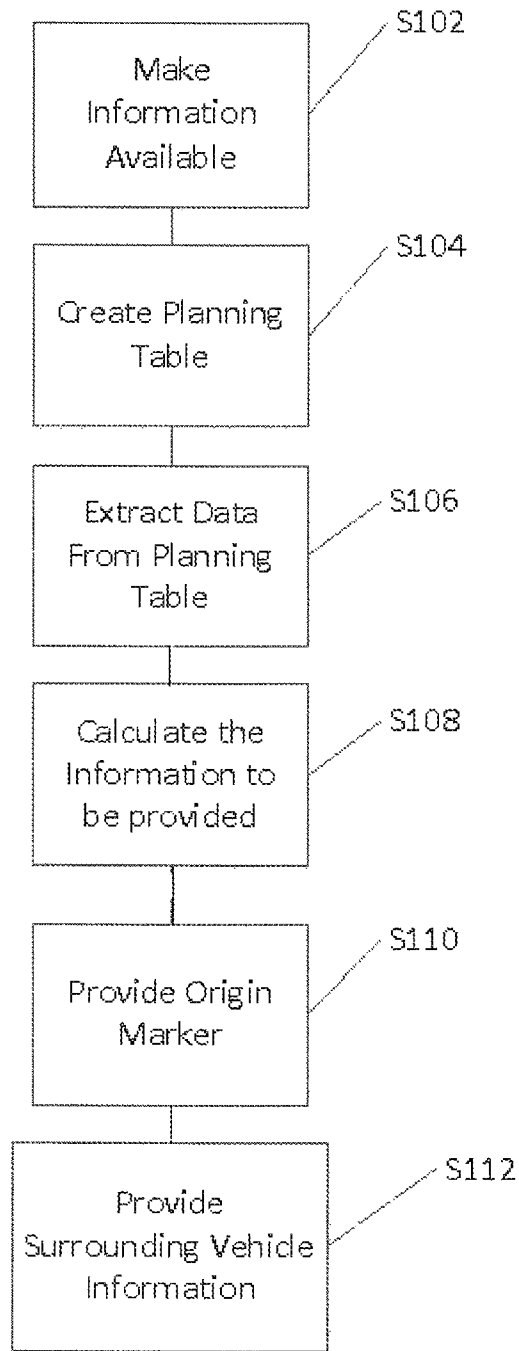 S102
Make
Information
Available
S104
Create Planning
Table
S106
Extract Data
From Planning
Table
S108
Calculate the
Information to
be provided
S110
Provide Origin
Marker
S112
Provide
Surrounding Vehicle
Information